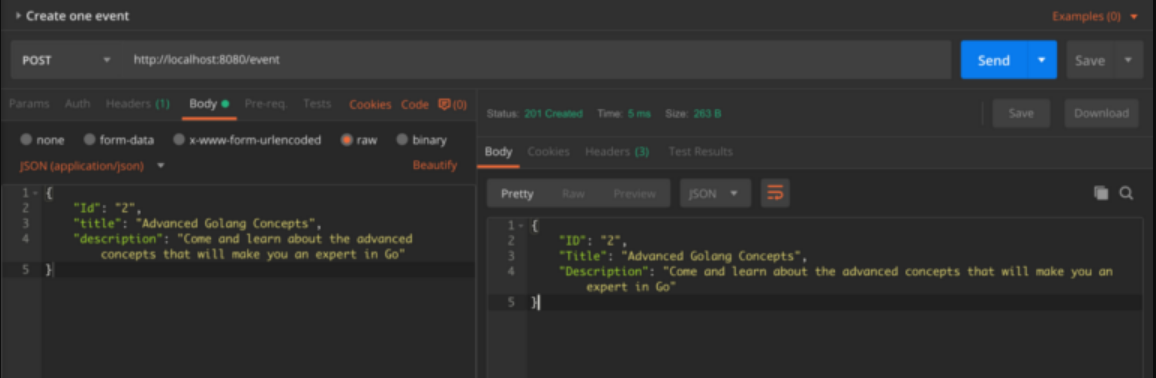 Create one event
Examples (0)
POST
http://localhost:8080/event
Send
Save
Params Auth Headers (1) Body Pre-req. Tests Cookies Code (0)
none form-data x-www-form-urlencoded raw binary
JSON (application/json)
Beautify
1 {
2 "Id": "2",
3 "title": "Advanced Golang Concepts",
4 "description": "Come and learn about the advanced
concepts that will make you an expert in Go"
5 }
Status: 201 Created Time: 5 ms Size: 263 B
Save
Download
Body Cookies Headers (3) Test Results
Pretty Raw Preview JSON
1 {
2 "ID": "2",
3 "Title": "Advanced Golang Concepts",
4 "Description": "Come and learn about the advanced concepts that will make you an
expert in Go"
5 }